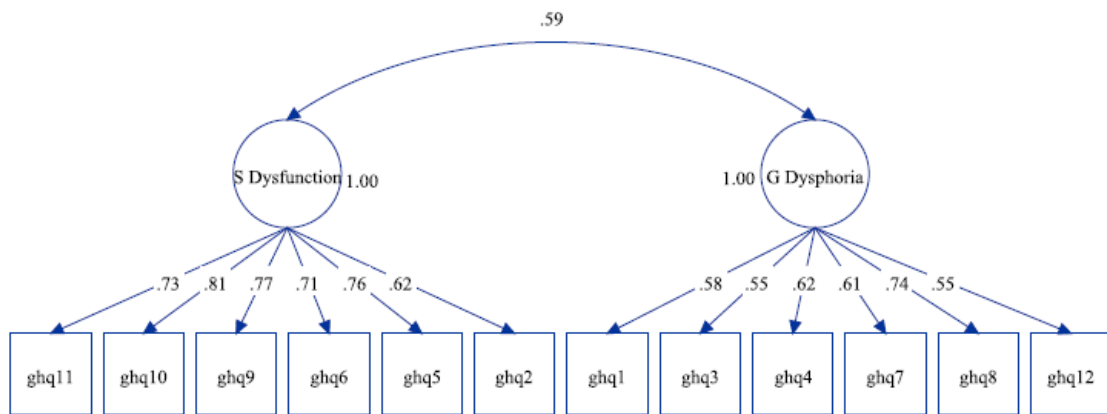 .59
S Dysfunction 1.00
1.00 G Dysphoria
.73 .81 .77 .71 .76 .62 .58 .55 .62 .61 .74 .55
ghq11 ghq10 ghq9 ghq6 ghq5 ghq2 ghq1 ghq3 ghq4 ghq7 ghq8 ghq12